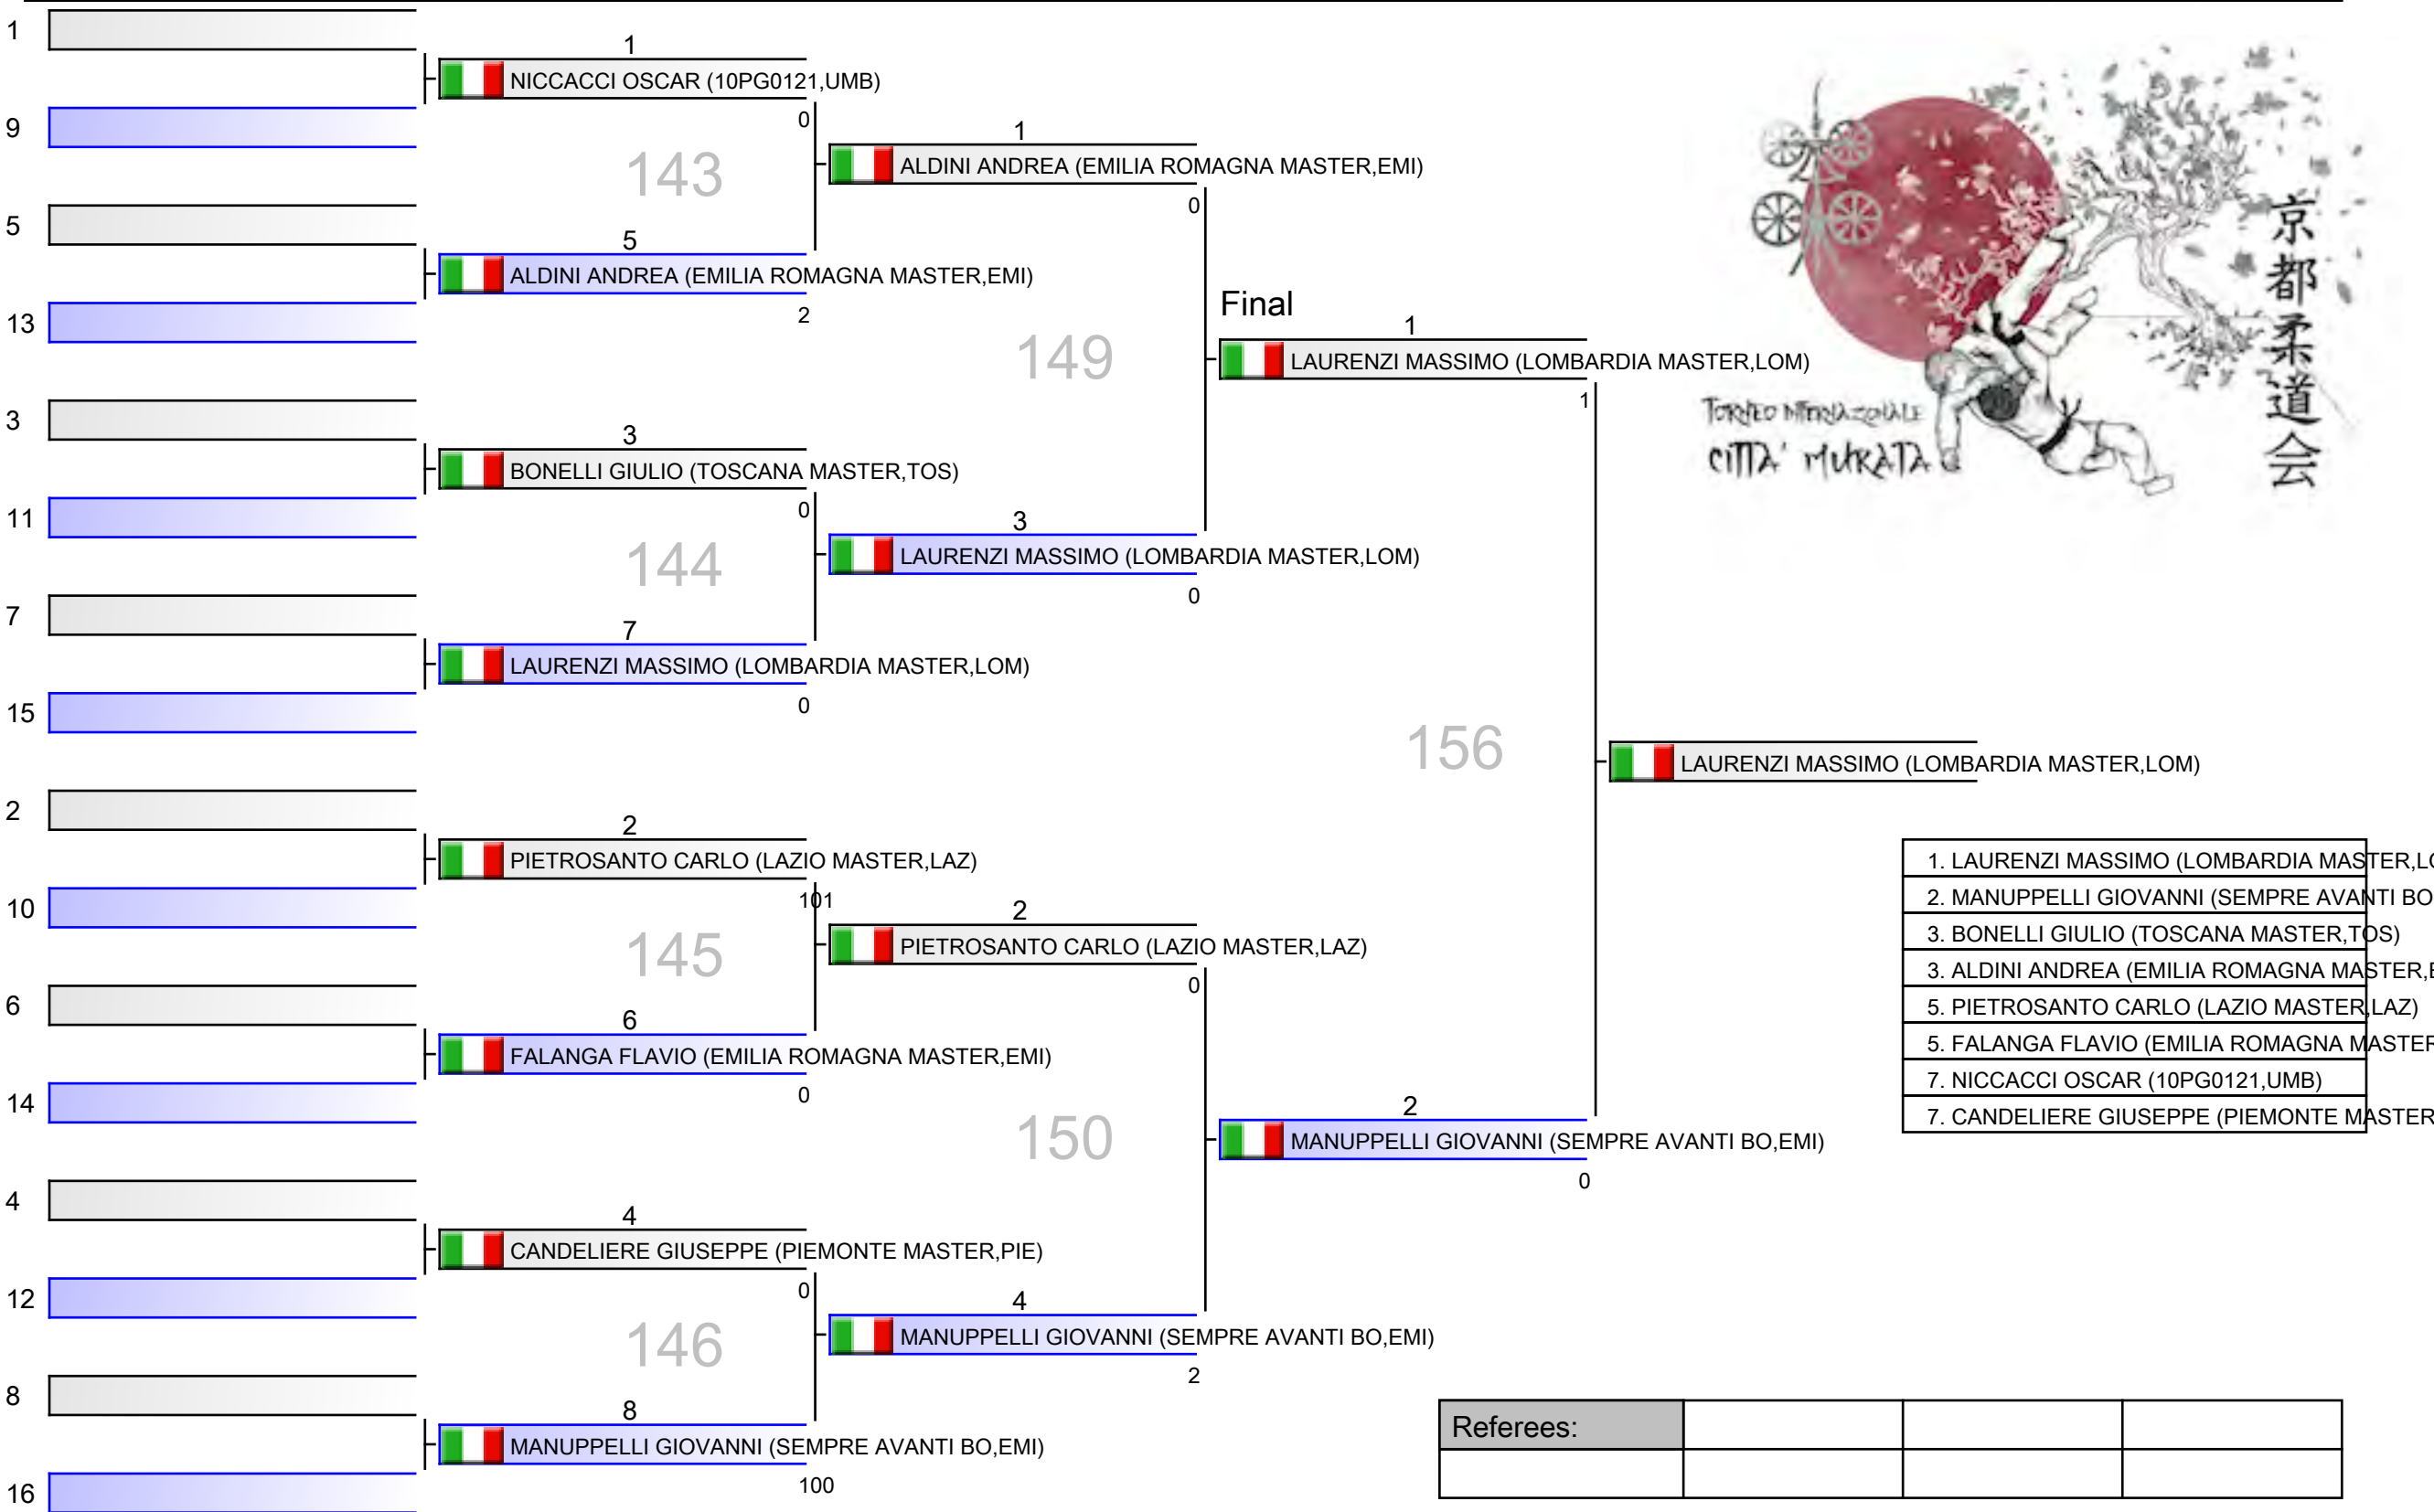 1
9
5
13
3
11
7
15
2
10
6
14
4
12
8
16
1
NICCACCI OSCAR (10PG0121,UMB)
0
143
5
ALDINI ANDREA (EMILIA ROMAGNA MASTER,EMI)
2
3
BONELLI GIULIO (TOSCANA MASTER,TOS)
0
144
7
LAURENZI MASSIMO (LOMBARDIA MASTER,LOM)
0
2
PIETROSANTO CARLO (LAZIO MASTER,LAZ)
101
145
6
FALANGA FLAVIO (EMILIA ROMAGNA MASTER,EMI)
0
4
CANDELIERE GIUSEPPE (PIEMONTE MASTER,PIE)
0
146
8
MANUPPELLI GIOVANNI (SEMPRE AVANTI BO,EMI)
100
1
ALDINI ANDREA (EMILIA ROMAGNA MASTER,EMI)
0
149
3
LAURENZI MASSIMO (LOMBARDIA MASTER,LOM)
0
2
PIETROSANTO CARLO (LAZIO MASTER,LAZ)
0
150
4
MANUPPELLI GIOVANNI (SEMPRE AVANTI BO,EMI)
2
Final
1
LAURENZI MASSIMO (LOMBARDIA MASTER,LOM)
1
156
2
MANUPPELLI GIOVANNI (SEMPRE AVANTI BO,EMI)
0
LAURENZI MASSIMO (LOMBARDIA MASTER,LOM)
TORNEO INTERNAZIONALE
CITTA' MURATA
京都柔道会
1. LAURENZI MASSIMO (LOMBARDIA MASTER,LO
2. MANUPPELLI GIOVANNI (SEMPRE AVANTI BO
3. BONELLI GIULIO (TOSCANA MASTER,TOS)
3. ALDINI ANDREA (EMILIA ROMAGNA MASTER,E
5. PIETROSANTO CARLO (LAZIO MASTER,LAZ)
5. FALANGA FLAVIO (EMILIA ROMAGNA MASTER
7. NICCACCI OSCAR (10PG0121,UMB)
7. CANDELIERE GIUSEPPE (PIEMONTE MASTER
Referees: